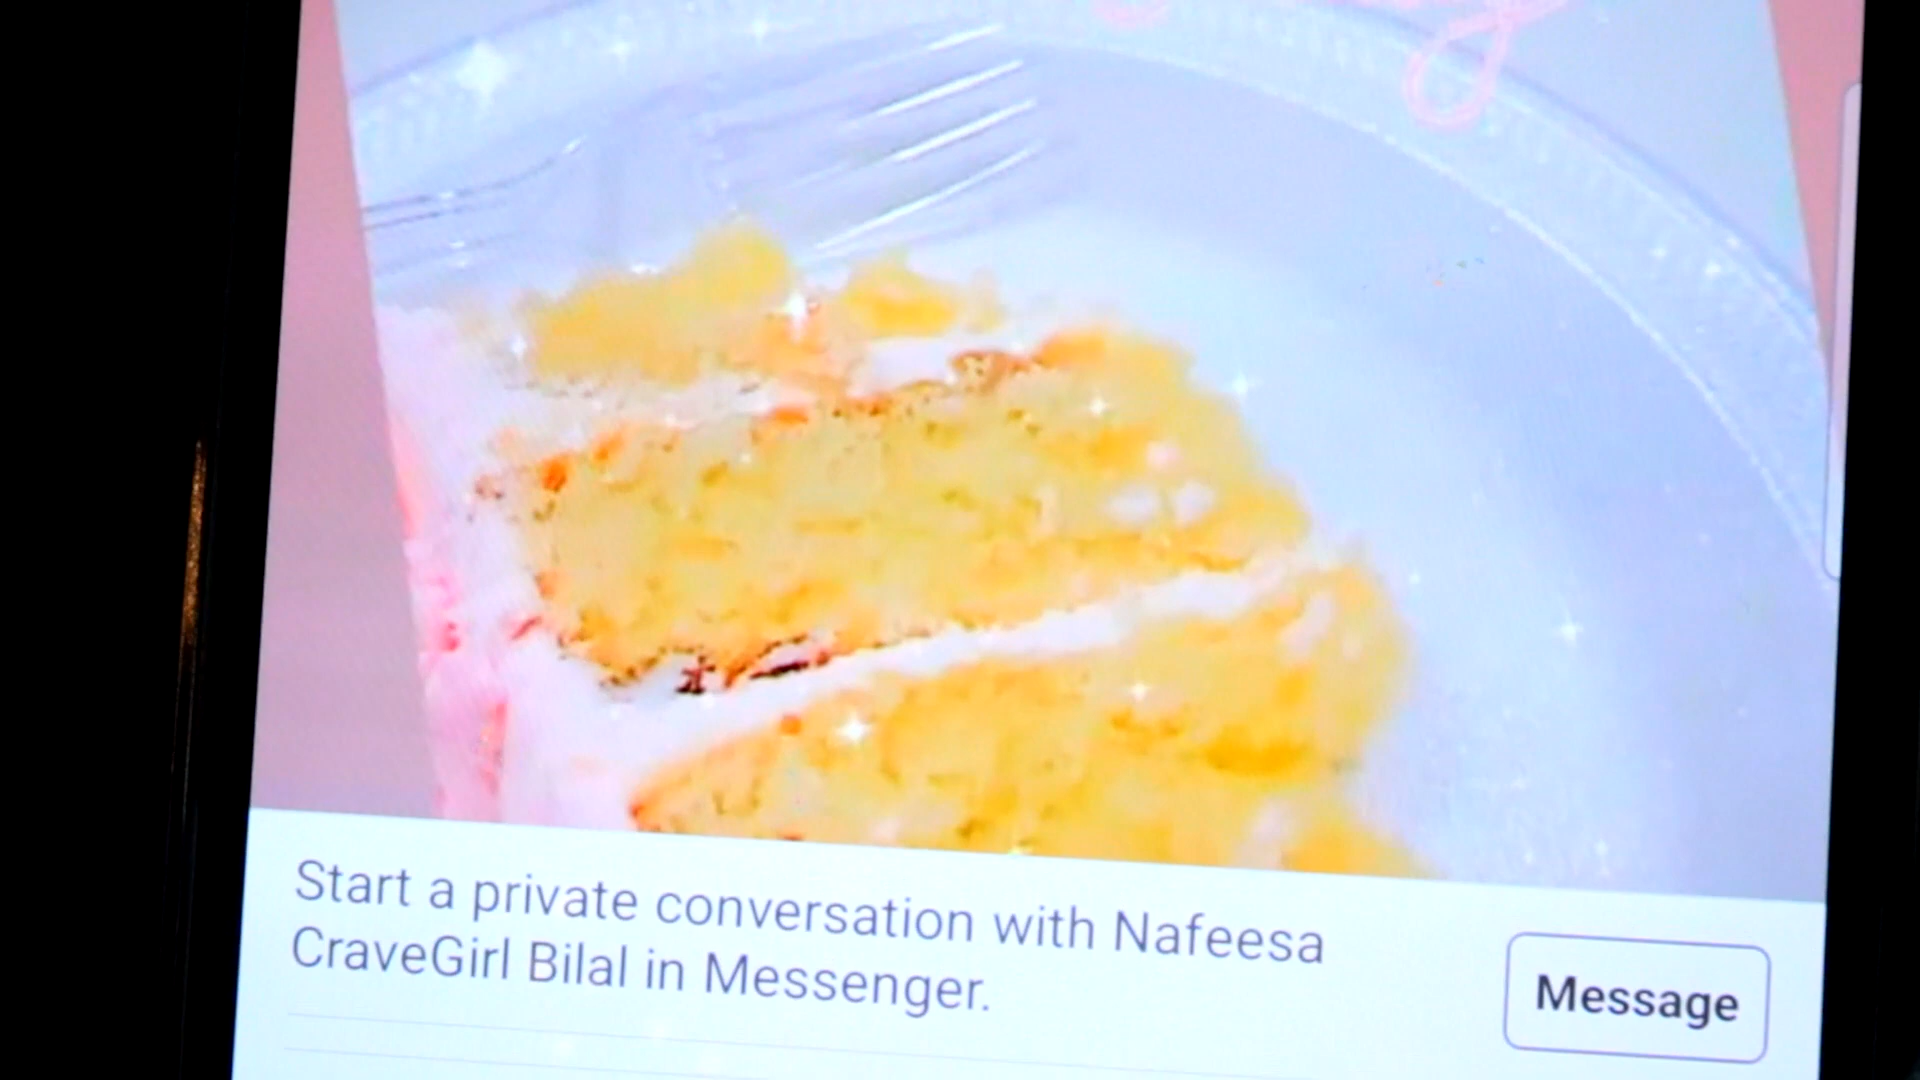 Start a private conversation with Nafeesa
CraveGirl Bilal in Messenger.
Message